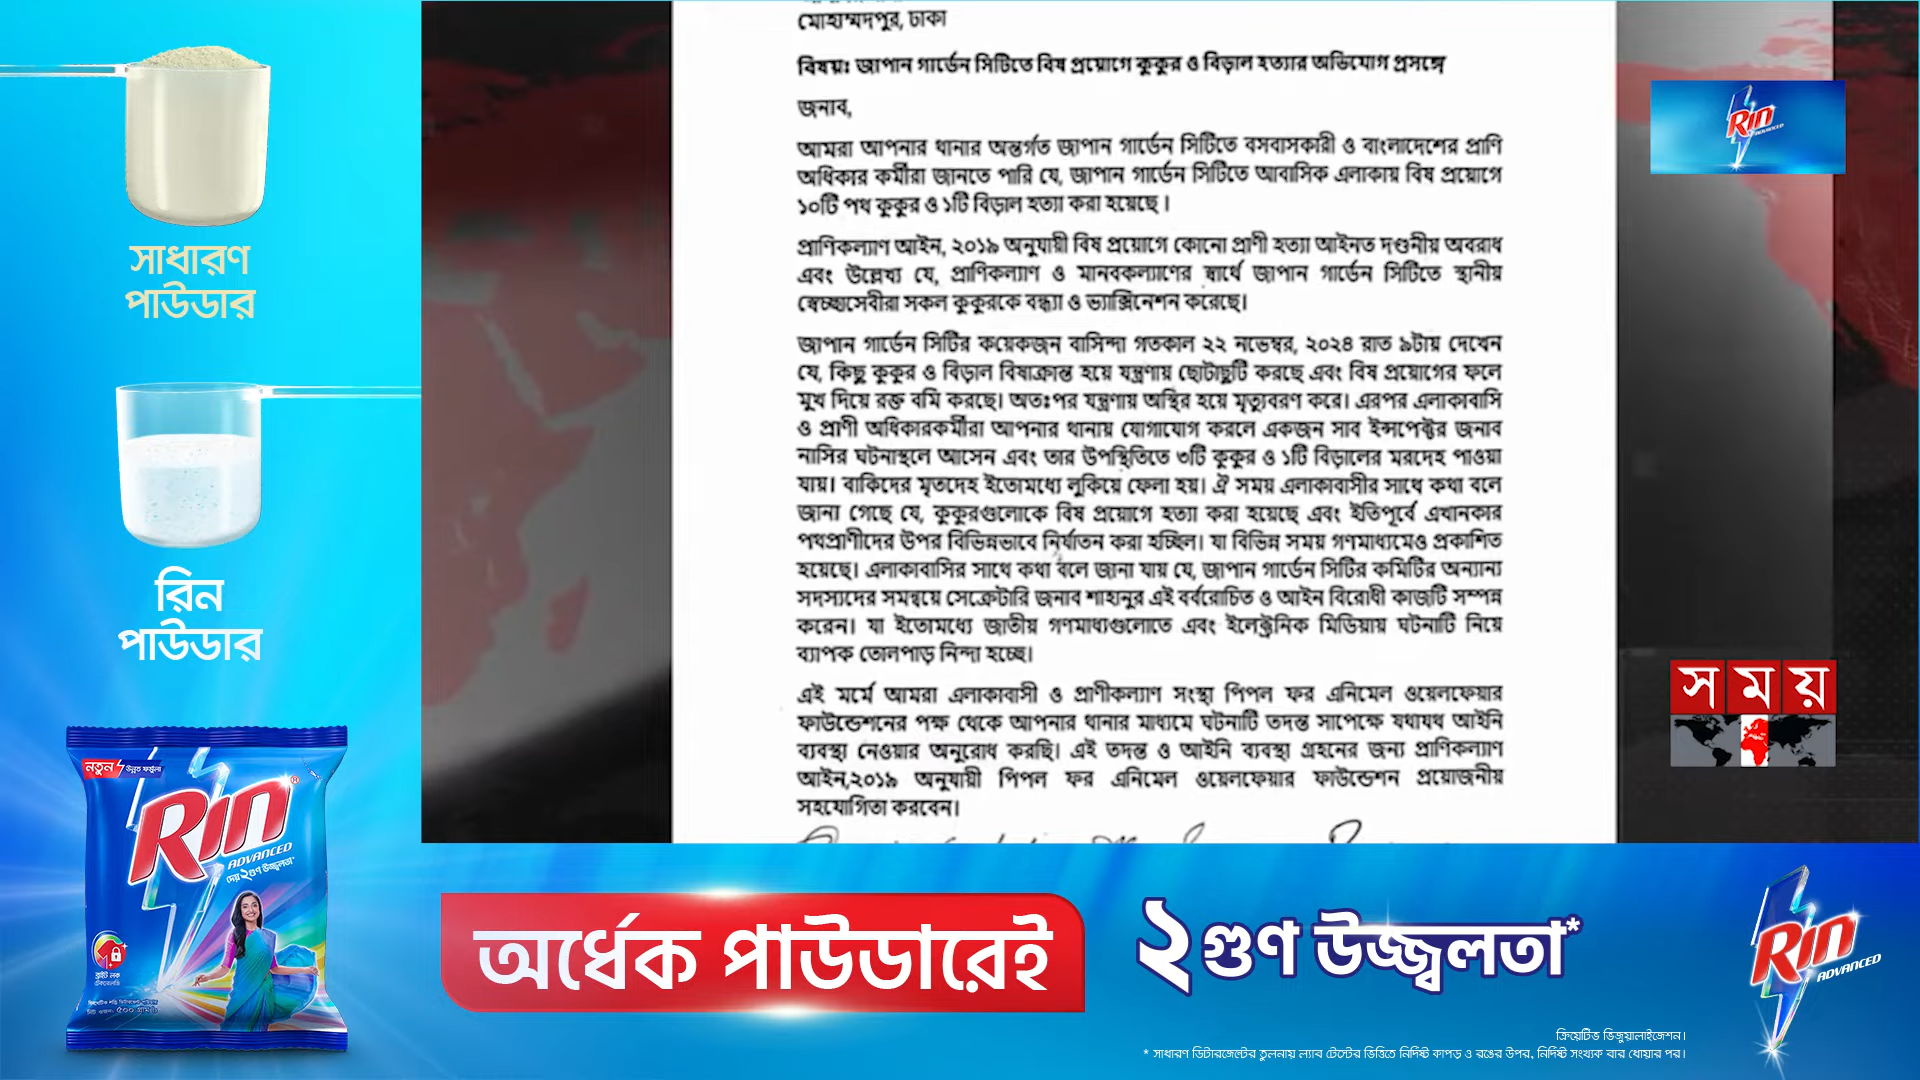 সাধারণ
পাউডার
রিন
পাউডার
নতুন
উন্নত ফর্মুলা
Rin
ADVANCED
দেয় ২গুণ উজ্জ্বলতা*
মোহাম্মদপুর, ঢাকা
বিষয়ঃ জাপান গার্ডেন সিটিতে বিষ প্রয়োগে কুকুর ও বিড়াল হত্যার অভিযোগ প্রসঙ্গে
জনাব,
আমরা আপনার থানার অন্তর্গত জাপান গার্ডেন সিটিতে বসবাসকারী ও বাংলাদেশের প্রাণি
অধিকার কর্মীরা জানতে পারি যে, জাপান গার্ডেন সিটিতে আবাসিক এলাকায় বিষ প্রয়োগে
১০টি পথ কুকুর ও ১টি বিড়াল হত্যা করা হয়েছে।
প্রাণিকল্যাণ আইন, ২০১৯ অনুযায়ী বিষ প্রয়োগে কোনো প্রাণী হত্যা আইনত দণ্ডনীয় অবরাধ
এবং উল্লেখ্য যে, প্রাণিকল্যাণ ও মানবকল্যাণের স্বার্থে জাপান গার্ডেন সিটিতে স্থানীয়
স্বেচ্ছাসেবীরা সকল কুকুরকে বন্ধ্যা ও ভ্যাক্সিনেশন করেছে।
জাপান গার্ডেন সিটির কয়েকজন বাসিন্দা গতকাল ২২ নভেম্বর, ২০২৪ রাত ৯টায় দেখেন
যে, কিছু কুকুর ও বিড়াল বিষাক্রান্ত হয়ে যন্ত্রণায় ছোটাছুটি করছে এবং বিষ প্রয়োগের ফলে
মুখ দিয়ে রক্ত বমি করছে। অতঃপর যন্ত্রণায় অস্থির হয়ে মৃত্যুবরণ করে। এরপর এলাকাবাসি
ও প্রাণী অধিকারকর্মীরা আপনার থানায় যোগাযোগ করলে একজন সাব ইন্সপেক্টর জনাব
নাসির ঘটনাস্থলে আসেন এবং তার উপস্থিতিতে ৩টি কুকুর ও ১টি বিড়ালের মরদেহ পাওয়া
যায়। বাকিদের মৃতদেহ ইতোমধ্যে লুকিয়ে ফেলা হয়। ঐ সময় এলাকাবাসীর সাথে কথা বলে
জানা গেছে যে, কুকুরগুলোকে বিষ প্রয়োগে হত্যা করা হয়েছে এবং ইতিপূর্বে এখানকার
পথপ্রাণীদের উপর বিভিন্নভাবে নির্যাতন করা হচ্ছিল। যা বিভিন্ন সময় গণমাধ্যমেও প্রকাশিত
হয়েছে। এলাকাবাসির সাথে কথা বলে জানা যায় যে, জাপান গার্ডেন সিটির কমিটির অন্যান্য
সদস্যদের সমন্বয়ে সেক্রেটারি জনাব শাহানুর এই বর্বরোচিত ও আইন বিরোধী কাজটি সম্পন্ন
করেন। যা ইতোমধ্যে জাতীয় গণমাধ্যগুলোতে এবং ইলেক্ট্রনিক মিডিয়ায় ঘটনাটি নিয়ে
ব্যাপক তোলপাড় নিন্দা হচ্ছে।
এই মর্মে আমরা এলাকাবাসী ও প্রাণীকল্যাণ সংস্থা পিপল ফর এনিমেল ওয়েলফেয়ার
ফাউন্ডেশনের পক্ষ থেকে আপনার থানার মাধ্যমে ঘটনাটি তদন্ত সাপেক্ষে যথাযথ আইনি
ব্যবস্থা নেওয়ার অনুরোধ করছি। এই তদন্ত ও আইনি ব্যবস্থা গ্রহনের জন্য প্রাণিকল্যাণ
আইন,২০১৯ অনুযায়ী পিপল ফর এনিমেল ওয়েলফেয়ার ফাউন্ডেশন প্রয়োজনীয়
সহযোগিতা করবেন।
Rin
ADVANCED
সময়
অর্ধেক পাউডারেই
২গুণ উজ্জ্বলতা*
Rin
ADVANCED
ক্রিয়েটিভ ভিজুয়ালাইজেশন।
* সাধারণ ডিটারজেন্টের তুলনায় ল্যাব টেস্টের ভিত্তিতে নির্দিষ্ট কাপড় ও রঙের উপর, নির্দিষ্ট সংখ্যক বার ধোয়ার পর।